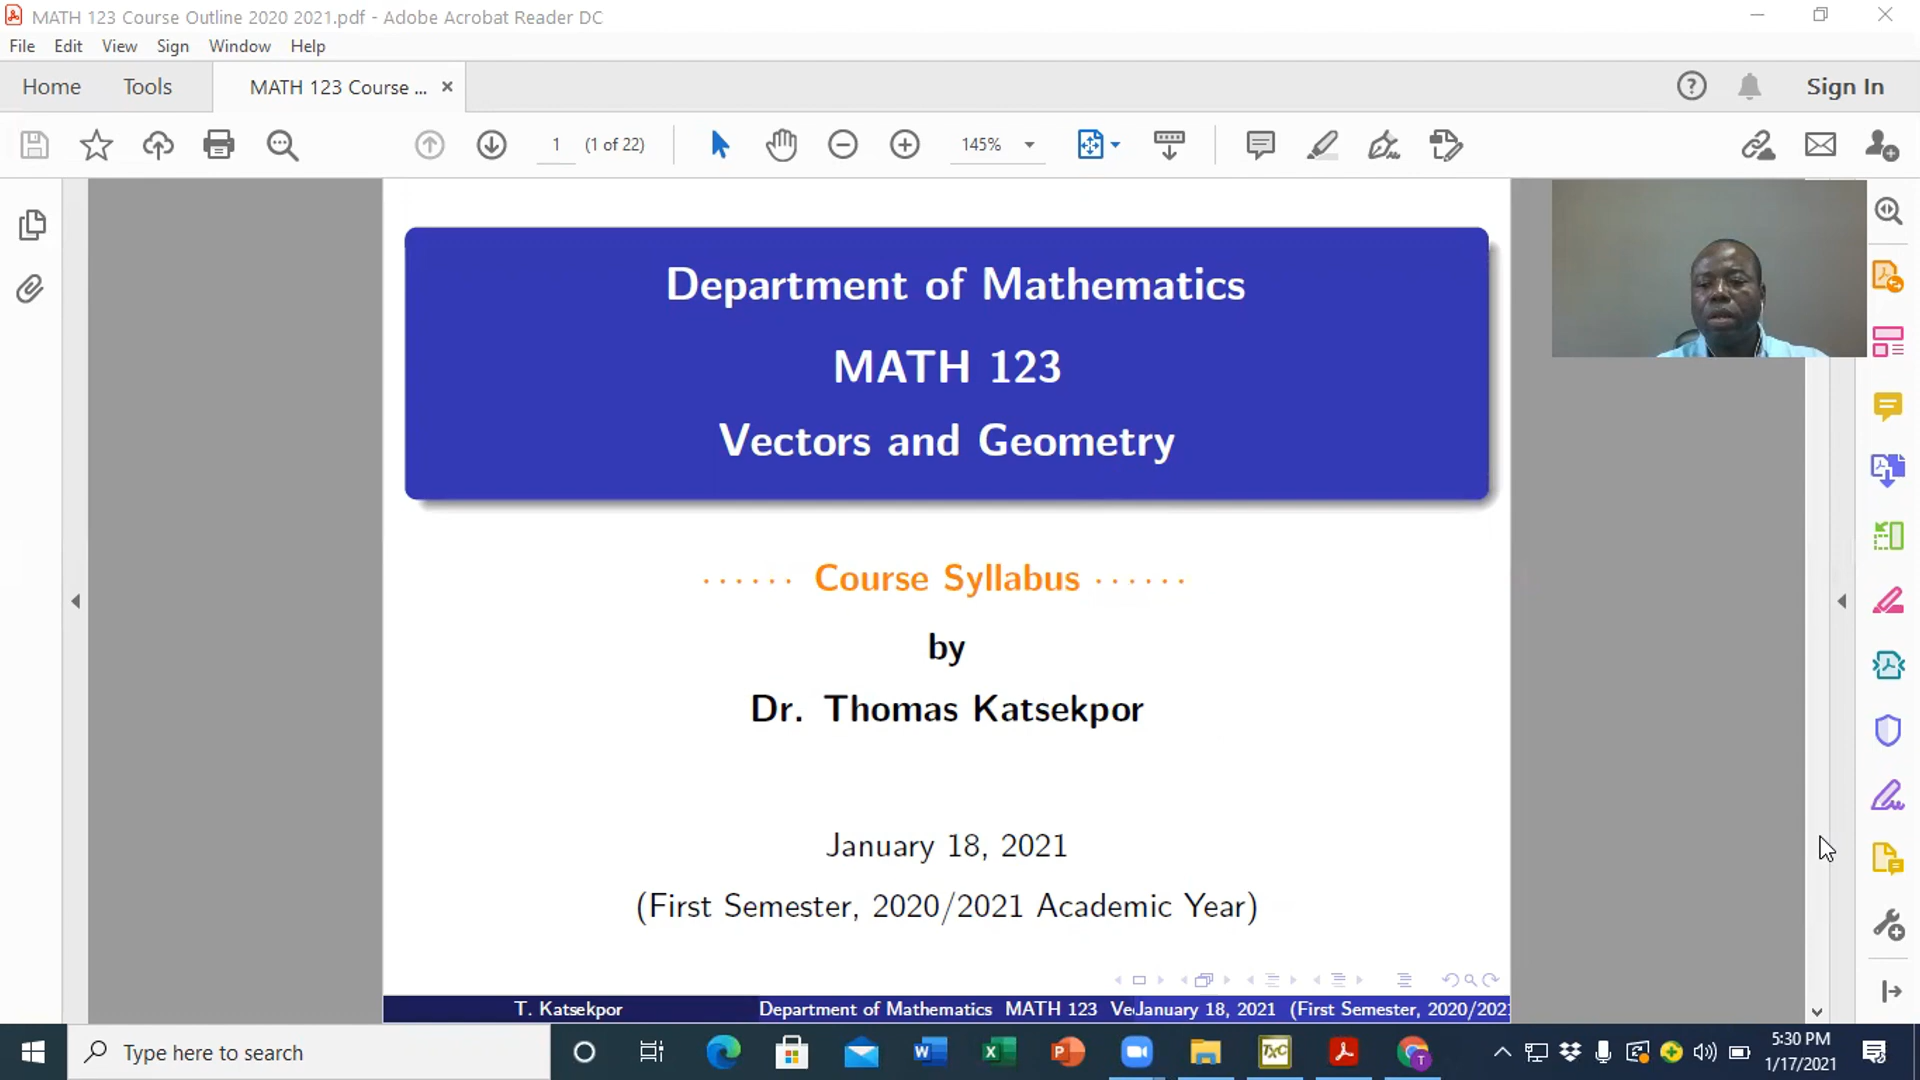 MATH 123 Course Outline 2020 2021.pdf - Adobe Acrobat Reader DC
File Edit View Sign Window Help
Home Tools MATH 123 Course ... × Sign In
1 (1 of 22) 145%
Department of Mathematics
MATH 123
Vectors and Geometry
······ Course Syllabus ······
by
Dr. Thomas Katsekpor
January 18, 2021
(First Semester, 2020/2021 Academic Year)
T. Katsekpor Department of Mathematics MATH 123 Ve January 18, 2021 (First Semester, 2020/202
Type here to search
5:30 PM
1/17/2021